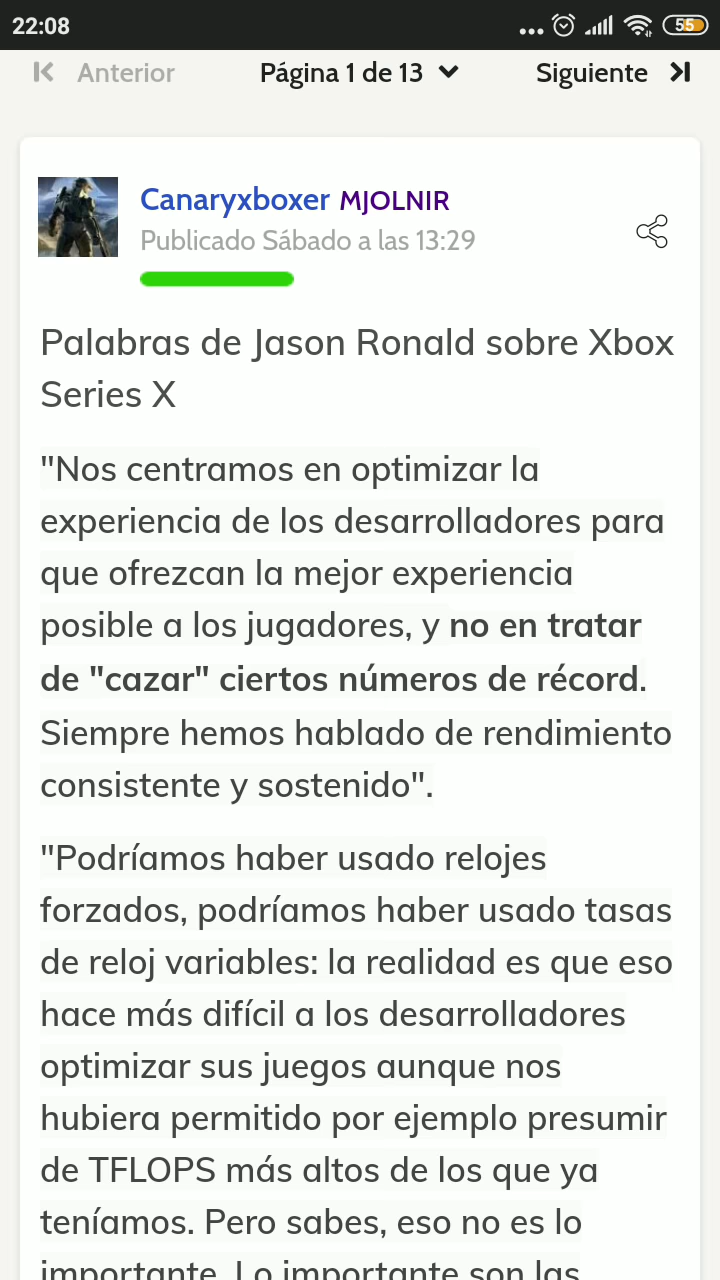 22:08
55
Anterior
Página 1 de 13
Siguiente
Canaryxboxer MJOLNIR
Publicado Sábado a las 13:29
Palabras de Jason Ronald sobre Xbox
Series X
"Nos centramos en optimizar la
experiencia de los desarrolladores para
que ofrezcan la mejor experiencia
posible a los jugadores, y no en tratar
de "cazar" ciertos números de récord.
Siempre hemos hablado de rendimiento
consistente y sostenido".
"Podríamos haber usado relojes
forzados, podríamos haber usado tasas
de reloj variables: la realidad es que eso
hace más difícil a los desarrolladores
optimizar sus juegos aunque nos
hubiera permitido por ejemplo presumir
de TFLOPS más altos de los que ya
teníamos. Pero sabes, eso no es lo
importante. Lo importante son las